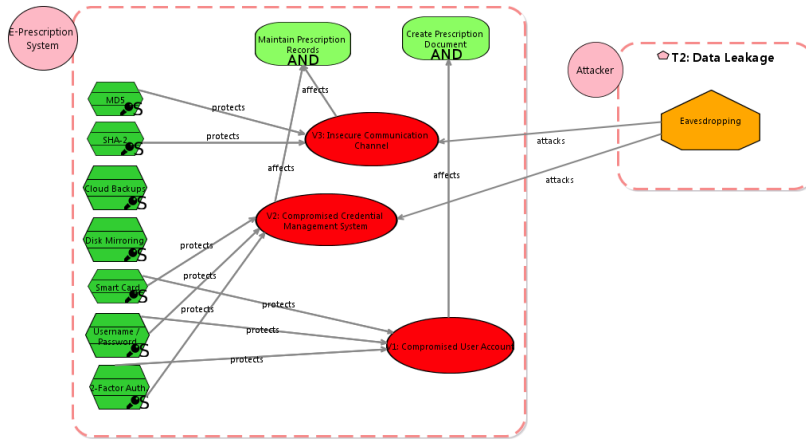 E-Prescription
System
Maintain Prescription
Records
AND
Create Prescription
Document
AND
Attacker
T2: Data Leakage
Eavesdropping
MD5
S
SHA-2
S
Cloud Backups
S
Disk Mirroring
S
Smart Card
S
Username /
Password
S
2-Factor Auth.
S
V3: Insecure Communication
Channel
V2: Compromised Credential
Management System
V1: Compromised User Account
protects
protects
affects
affects
affects
attacks
attacks
protects
protects
protects
protects
protects
protects